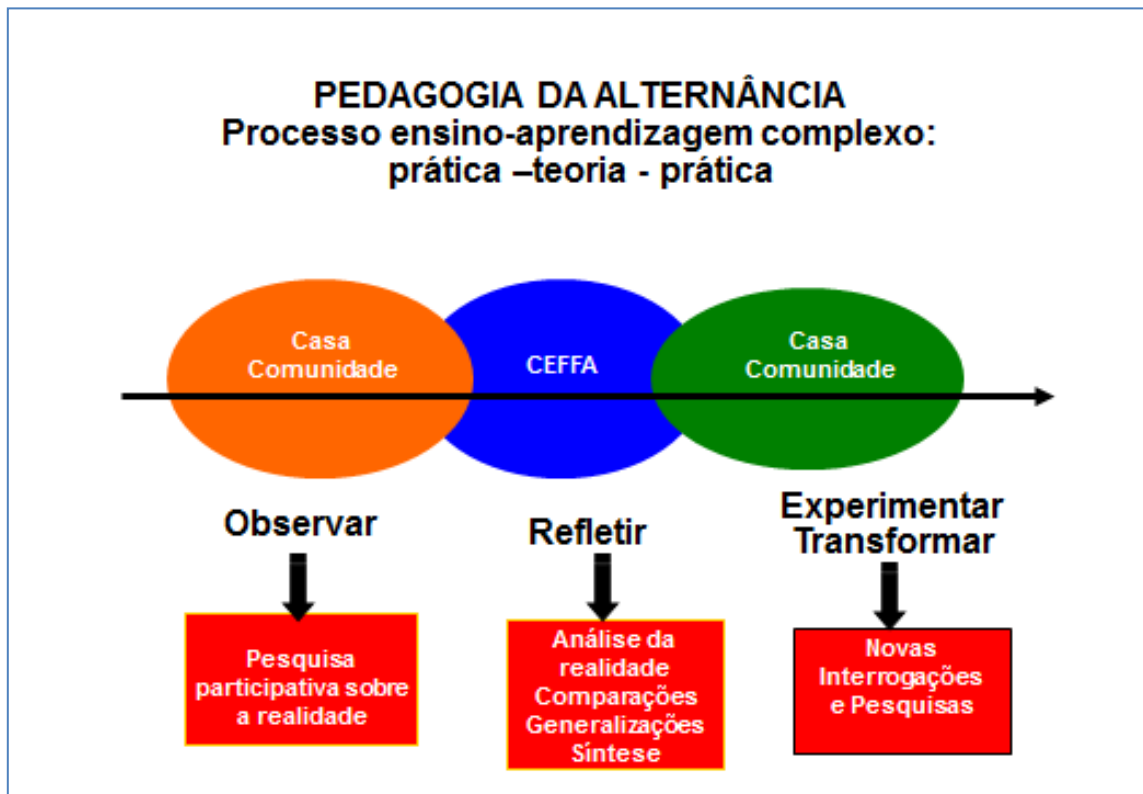 PEDAGOGIA DA ALTERNÂNCIA
Processo ensino-aprendizagem complexo:
prática –teoria - prática
Casa
Comunidade
CEFFA
Casa
Comunidade
Observar
Refletir
Experimentar
Transformar
Pesquisa
participativa sobre
a realidade
Análise da
realidade
Comparações
Generalizações
Síntese
Novas
Interrogações
e Pesquisas